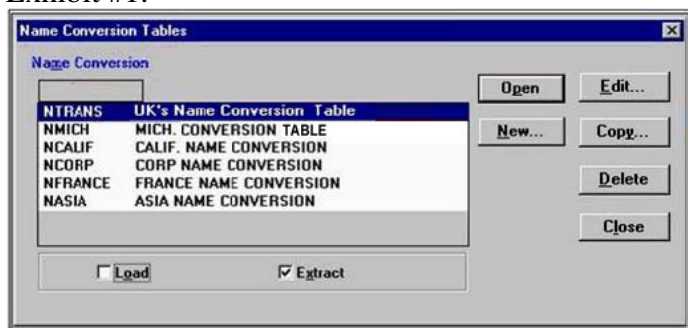 Name Conversion Tables
Name Conversion
Open
Edit...
NTRANS UK's Name Conversion Table
NMICH MICH. CONVERSION TABLE
New...
Copy...
NCALIF CALIF. NAME CONVERSION
NCORP CORP NAME CONVERSION
NFRANCE FRANCE NAME CONVERSION
Delete
NASIA ASIA NAME CONVERSION
Close
Load
Extract